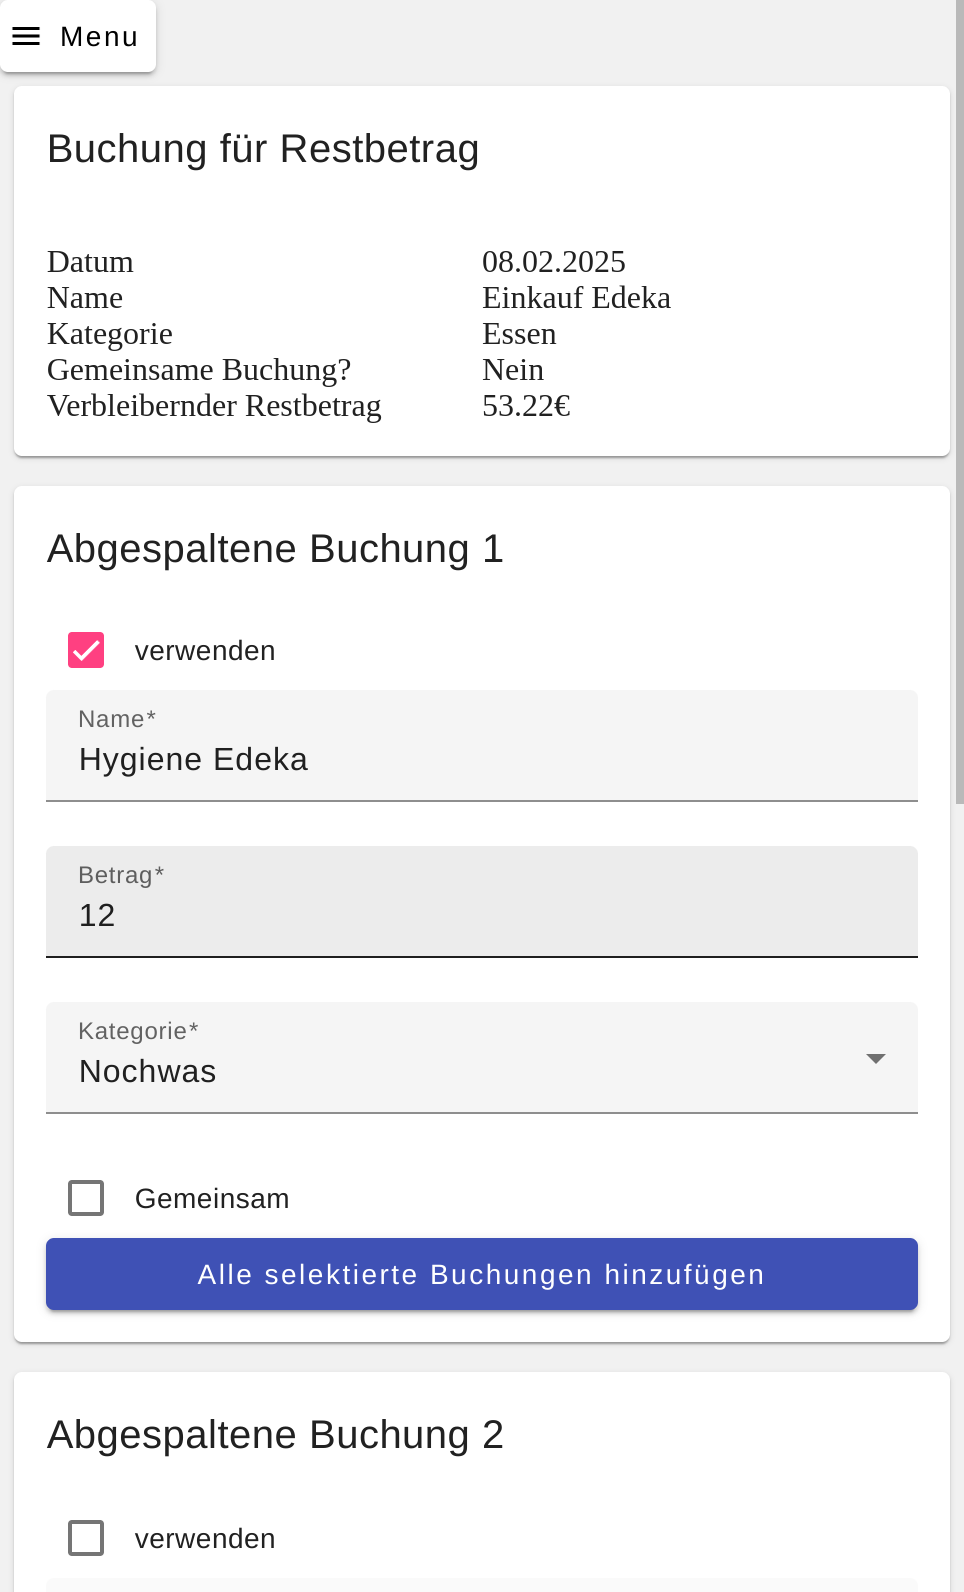 Menu
Buchung für Restbetrag
Datum 08.02.2025
Name Einkauf Edeka
Kategorie Essen
Gemeinsame Buchung? Nein
Verbleibernder Restbetrag 53.22€
Abgespaltene Buchung 1
verwenden
Name*
Hygiene Edeka
Betrag*
12
Kategorie*
Nochwas
Gemeinsam
Alle selektierte Buchungen hinzufügen
Abgespaltene Buchung 2
verwenden